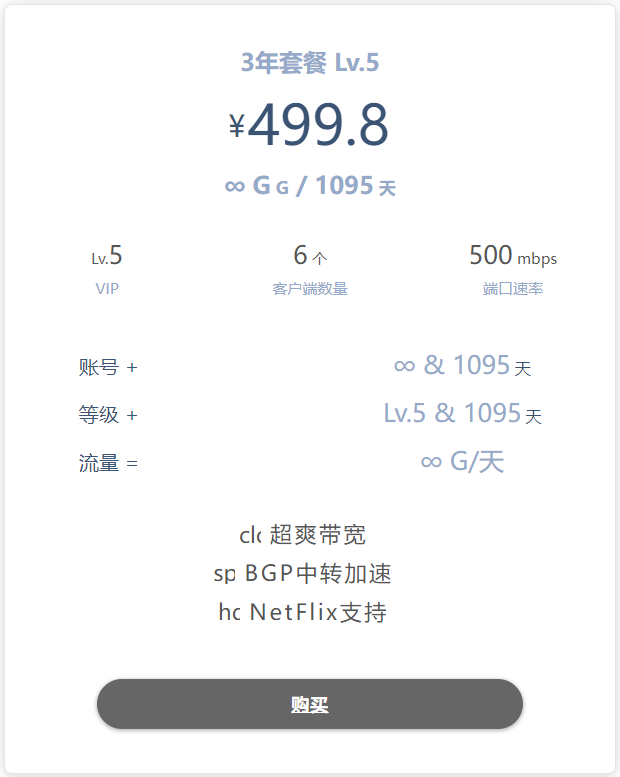 3年套餐 Lv.5
¥499.8
∞ G G / 1095 天
Lv.5 6 个 500 mbps
VIP 客户端数量 端口速率
账号 + ∞ & 1095 天
等级 + Lv.5 & 1095 天
流量 = ∞ G/天
clo 超爽带宽
sp BGP中转加速
ho NetFlix支持
购买